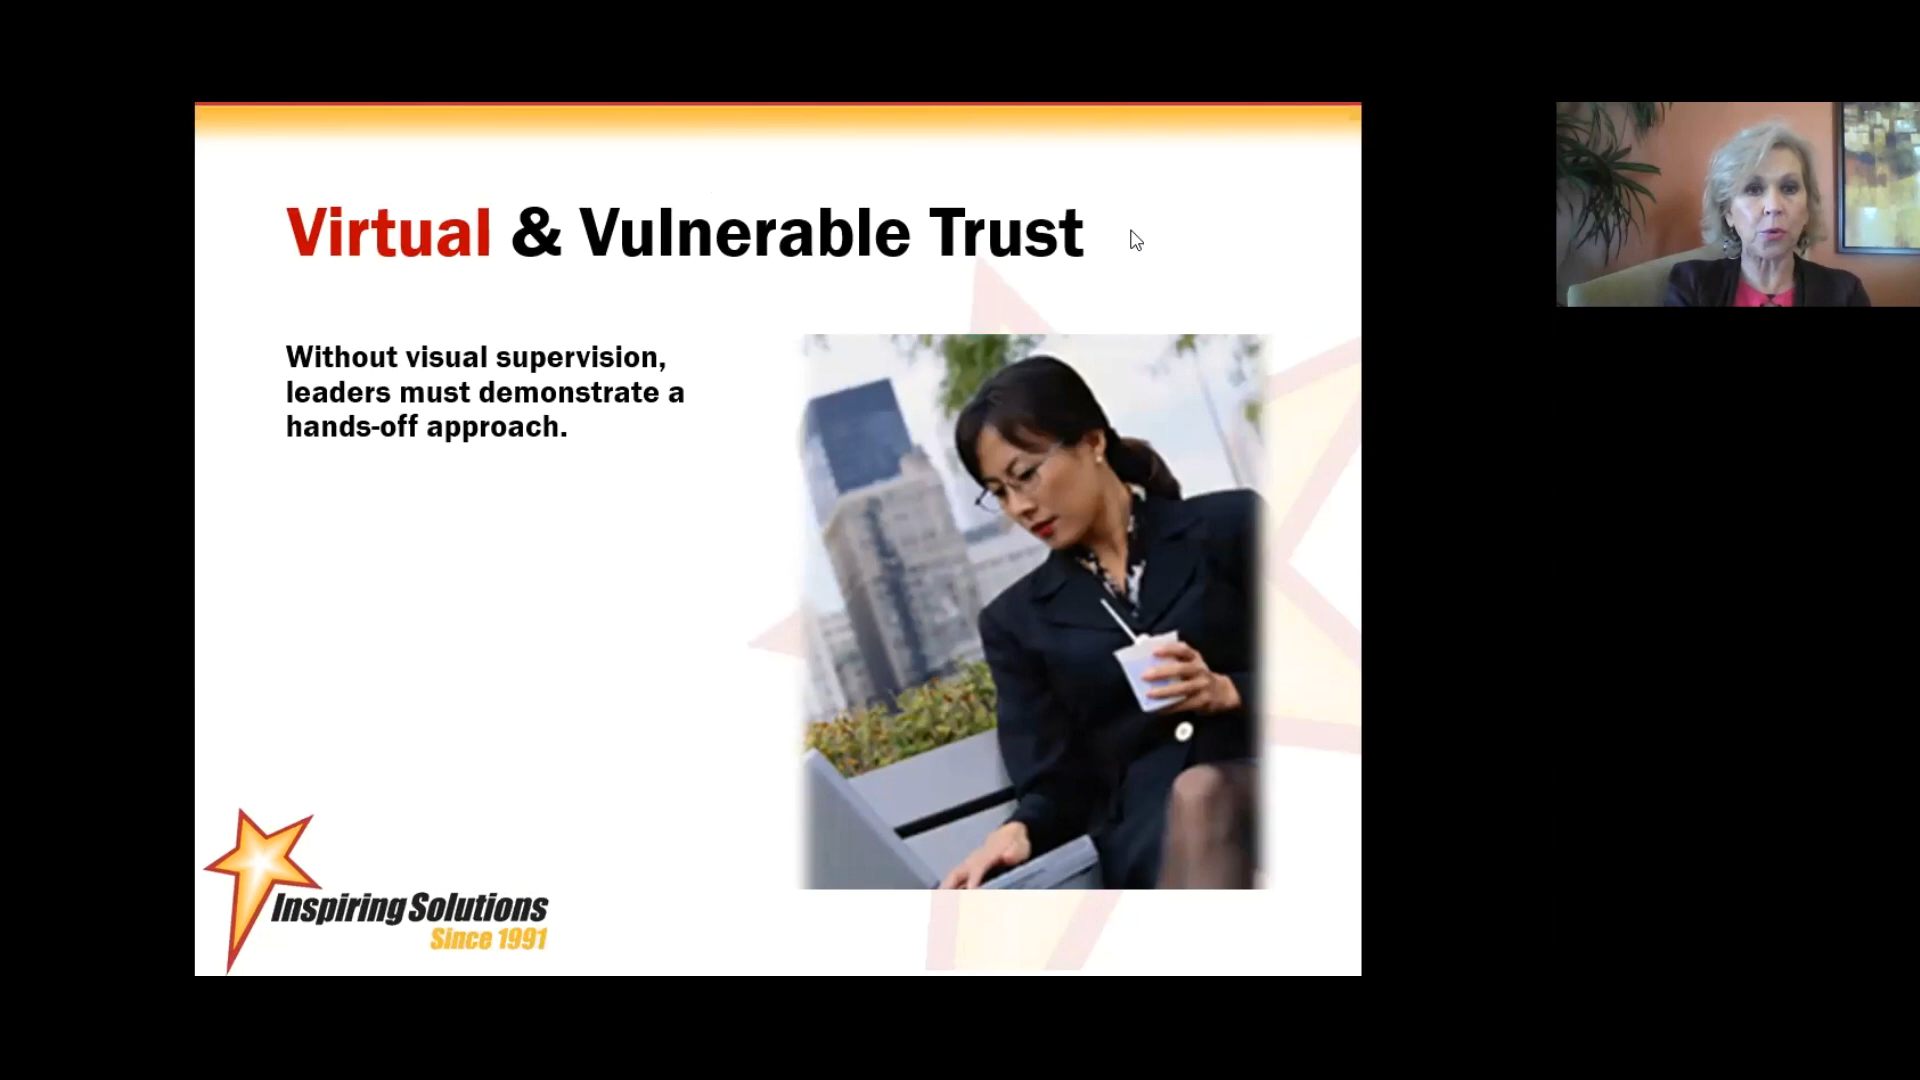 Virtual & Vulnerable Trust
Without visual supervision,
leaders must demonstrate a
hands-off approach.
Inspiring Solutions
Since 1991